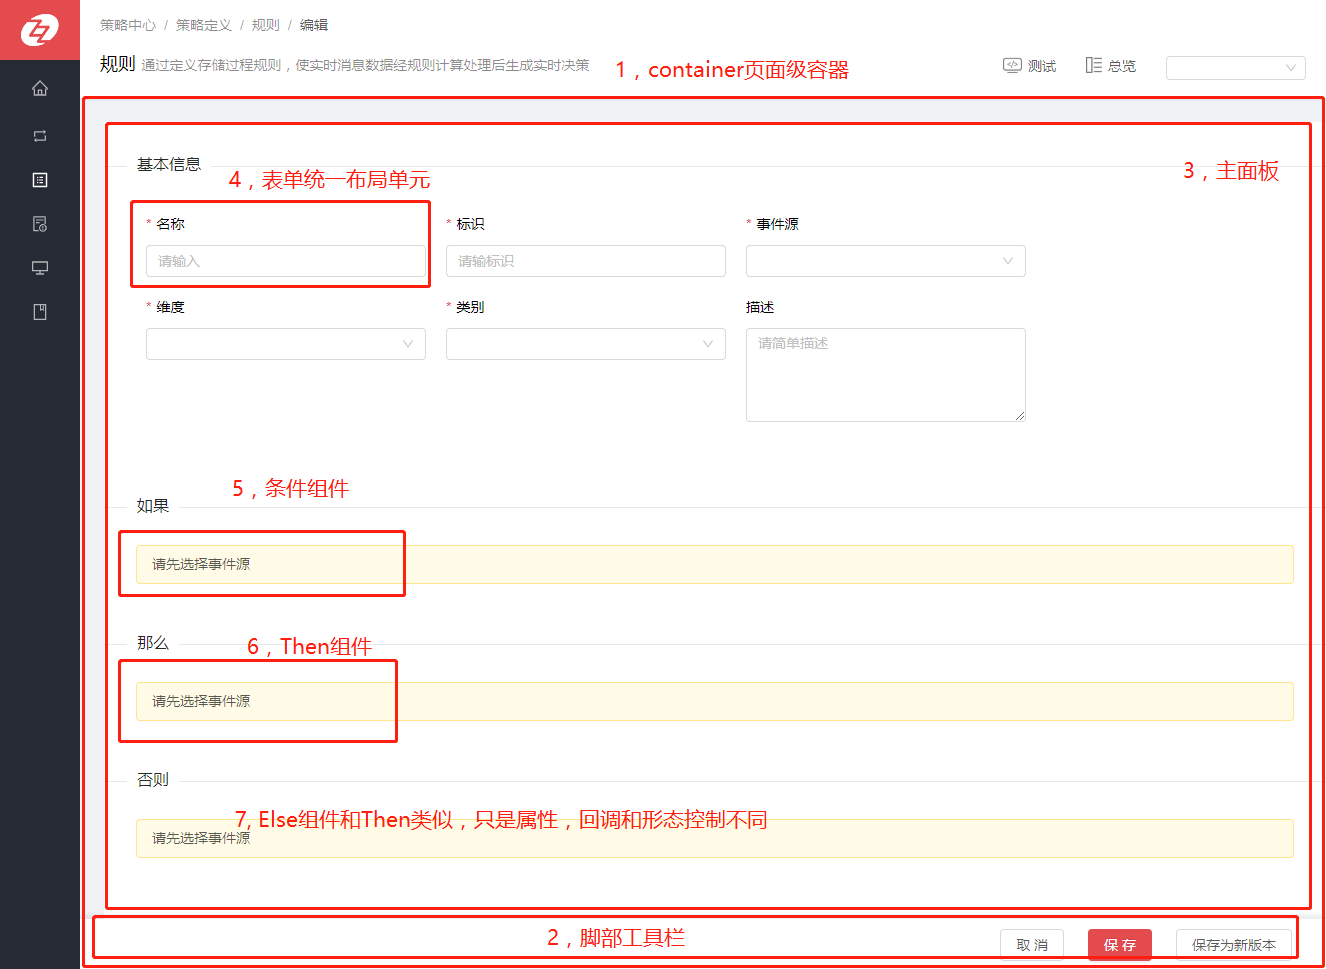 策略中心 / 策略定义 / 规则 / 编辑
规则 通过定义存储过程规则，使实时消息数据经规则计算处理后生成实时决策
1，container页面级容器
测试 总览
基本信息
3，主面板
4，表单统一布局单元
* 名称 * 标识 * 事件源
请输入 请输标识
* 维度 * 类别 描述
请简单描述
5，条件组件
如果
请先选择事件源
那么
6，Then组件
请先选择事件源
否则
7, Else组件和Then类似，只是属性，回调和形态控制不同
请先选择事件源
2，脚部工具栏
取 消 保 存 保存为新版本